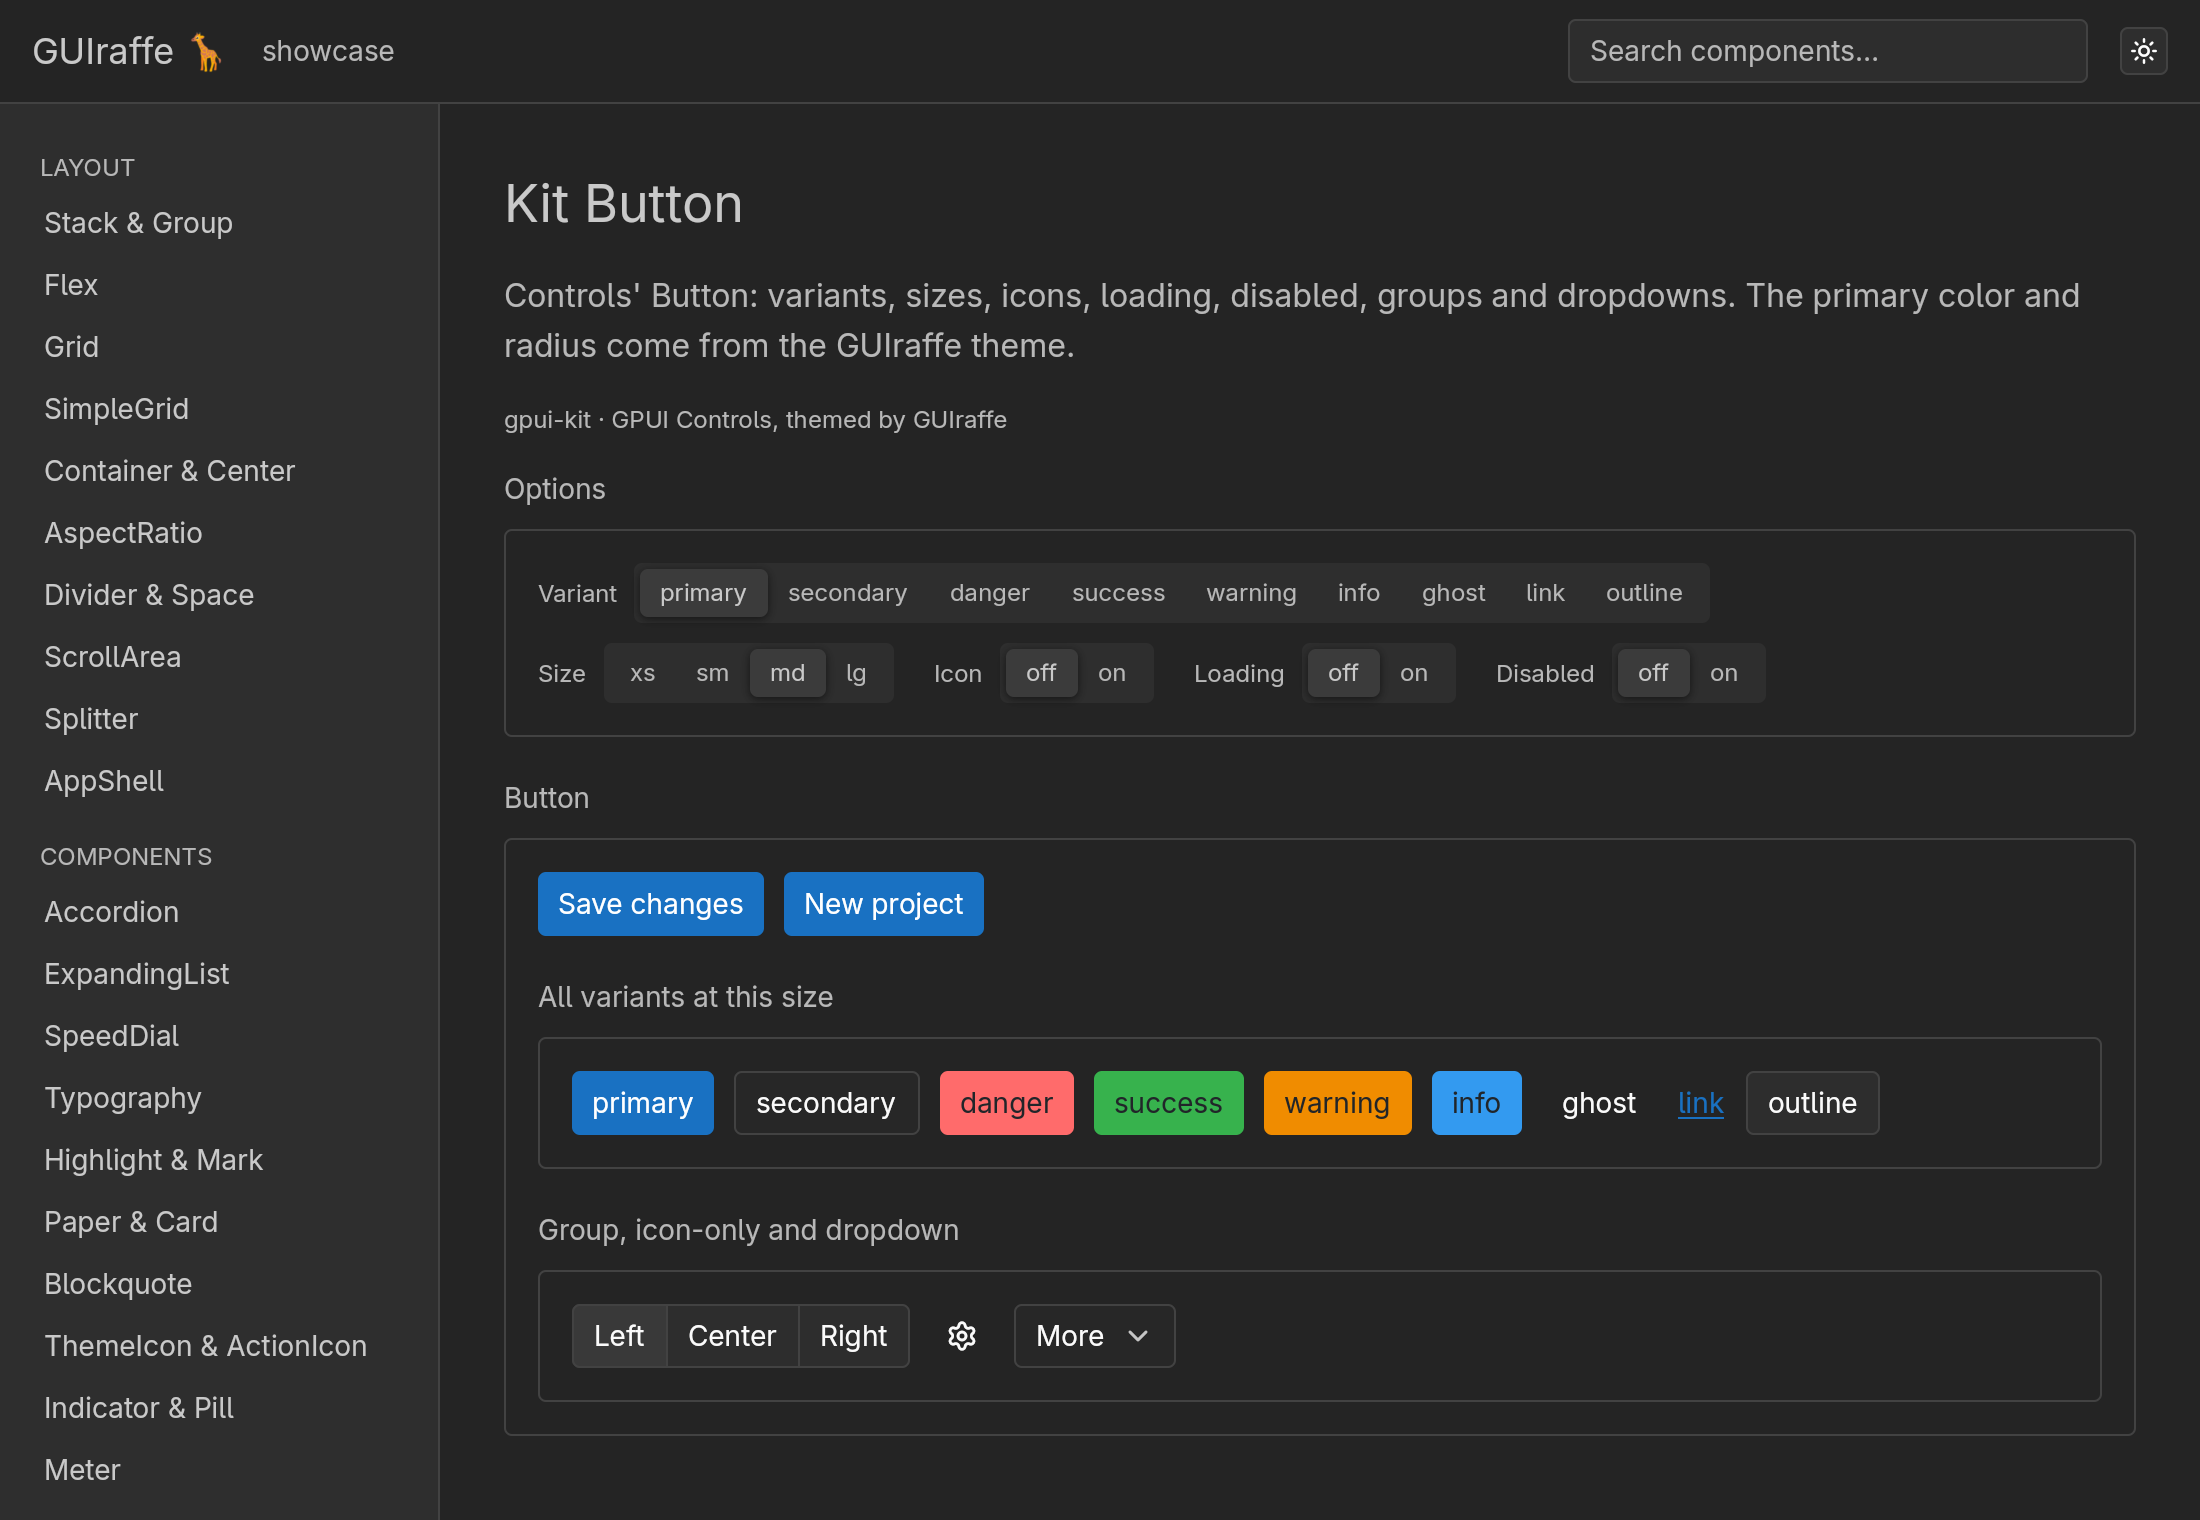 GUIraffe 🦒 showcase Search components...
LAYOUT
Stack & Group
Flex
Grid
SimpleGrid
Container & Center
AspectRatio
Divider & Space
ScrollArea
Splitter
AppShell
COMPONENTS
Accordion
ExpandingList
SpeedDial
Typography
Highlight & Mark
Paper & Card
Blockquote
ThemeIcon & ActionIcon
Indicator & Pill
Meter
Kit Button
Controls' Button: variants, sizes, icons, loading, disabled, groups and dropdowns. The primary color and
radius come from the GUIraffe theme.
gpui-kit · GPUI Controls, themed by GUIraffe
Options
Variant primary secondary danger success warning info ghost link outline
Size xs sm md lg Icon off on Loading off on Disabled off on
Button
Save changes New project
All variants at this size
primary secondary danger success warning info ghost link outline
Group, icon-only and dropdown
Left Center Right More